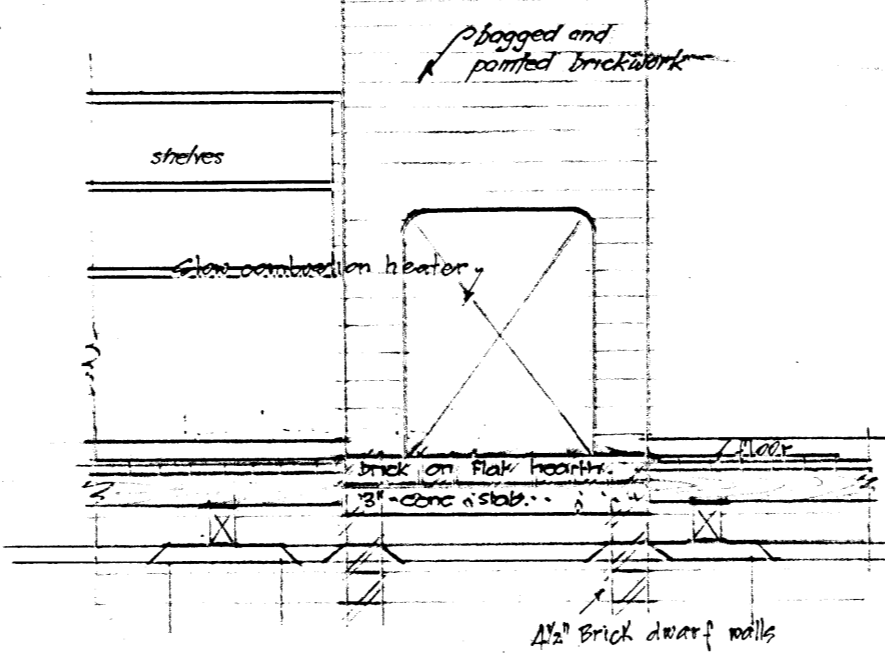 bagged and
painted brickwork
shelves
Slow combustion heater
floor
brick on flat hearth.
3" conc slab.
4½" Brick dwarf walls